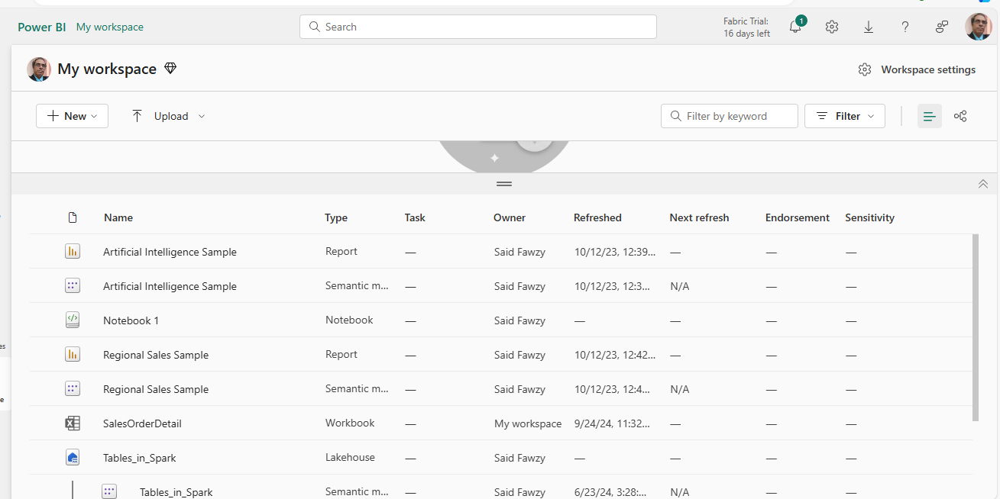 Power BI My workspace
Search
Fabric Trial:
16 days left
1
My workspace
Workspace settings
New
Upload
Filter by keyword
Filter
Name Type Task Owner Refreshed Next refresh Endorsement Sensitivity
Artificial Intelligence Sample Report — Said Fawzy 10/12/23, 12:39... — — —
Artificial Intelligence Sample Semantic m... — Said Fawzy 10/12/23, 12:3... N/A — —
Notebook 1 Notebook — Said Fawzy — — — —
Regional Sales Sample Report — Said Fawzy 10/12/23, 12:42... — — —
Regional Sales Sample Semantic m... — Said Fawzy 10/12/23, 12:4... N/A — —
es
e
SalesOrderDetail Workbook — My workspace 9/24/24, 11:32... — — —
Tables_in_Spark Lakehouse — Said Fawzy — — — —
Tables_in_Spark Semantic m... — Said Fawzy 6/23/24, 3:28:... N/A — —